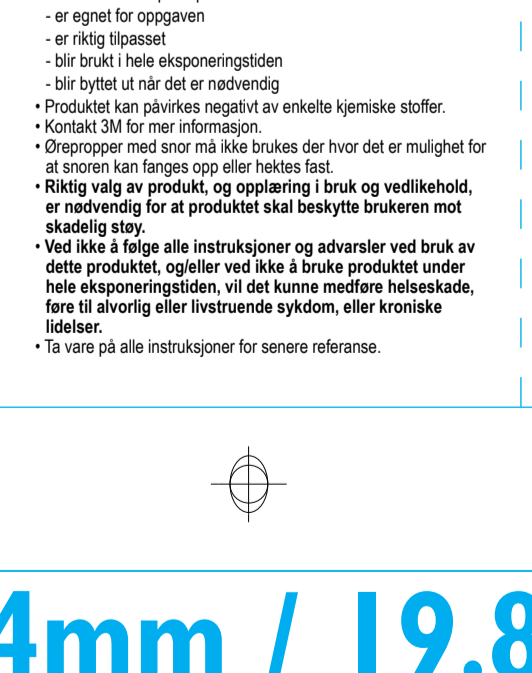 - er egnet for oppgaven
- er riktig tilpasset
- blir brukt i hele eksponeringstiden
- blir byttet ut når det er nødvendig
• Produktet kan påvirkes negativt av enkelte kjemiske stoffer.
• Kontakt 3M for mer informasjon.
• Ørepropper med snor må ikke brukes der hvor det er mulighet for
at snoren kan fanges opp eller hektes fast.
• Riktig valg av produkt, og opplæring i bruk og vedlikehold,
er nødvendig for at produktet skal beskytte brukeren mot
skadelig støy.
• Ved ikke å følge alle instruksjoner og advarsler ved bruk av
dette produktet, og/eller ved ikke å bruke produktet under
hele eksponeringstiden, vil det kunne medføre helseskade,
føre til alvorlig eller livstruende sykdom, eller kroniske
lidelser.
• Ta vare på alle instruksjoner for senere referanse.
4mm / 19.8